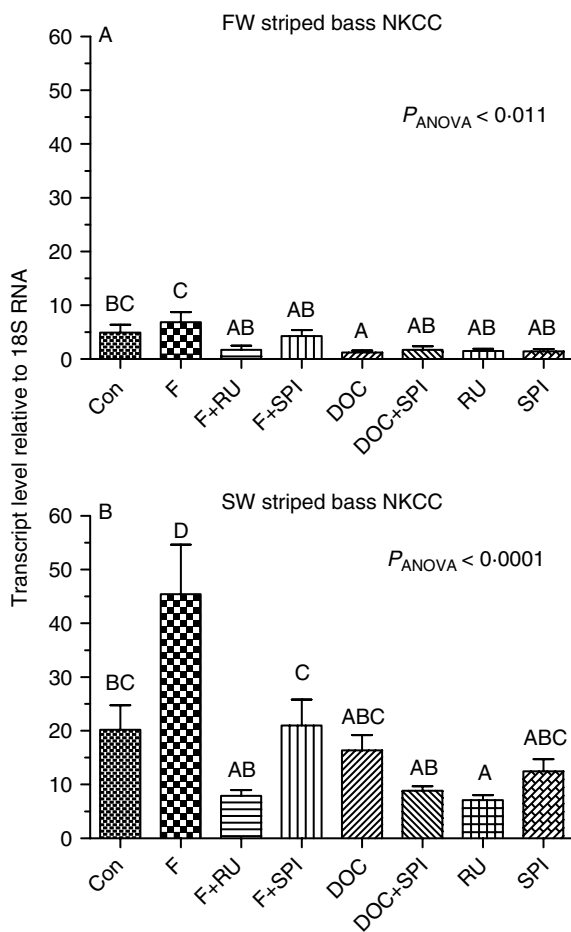 FW striped bass NKCC
A
P ANOVA < 0·011
60
50
40
30
20
10
0
BC C AB AB A AB AB AB
Con F F+RU F+SPI DOC DOC+SPI RU SPI
Transcript level relative to 18S RNA
SW striped bass NKCC
B
P ANOVA < 0·0001
60
50
40
30
20
10
0
BC D AB C ABC AB A ABC
Con F F+RU F+SPI DOC DOC+SPI RU SPI